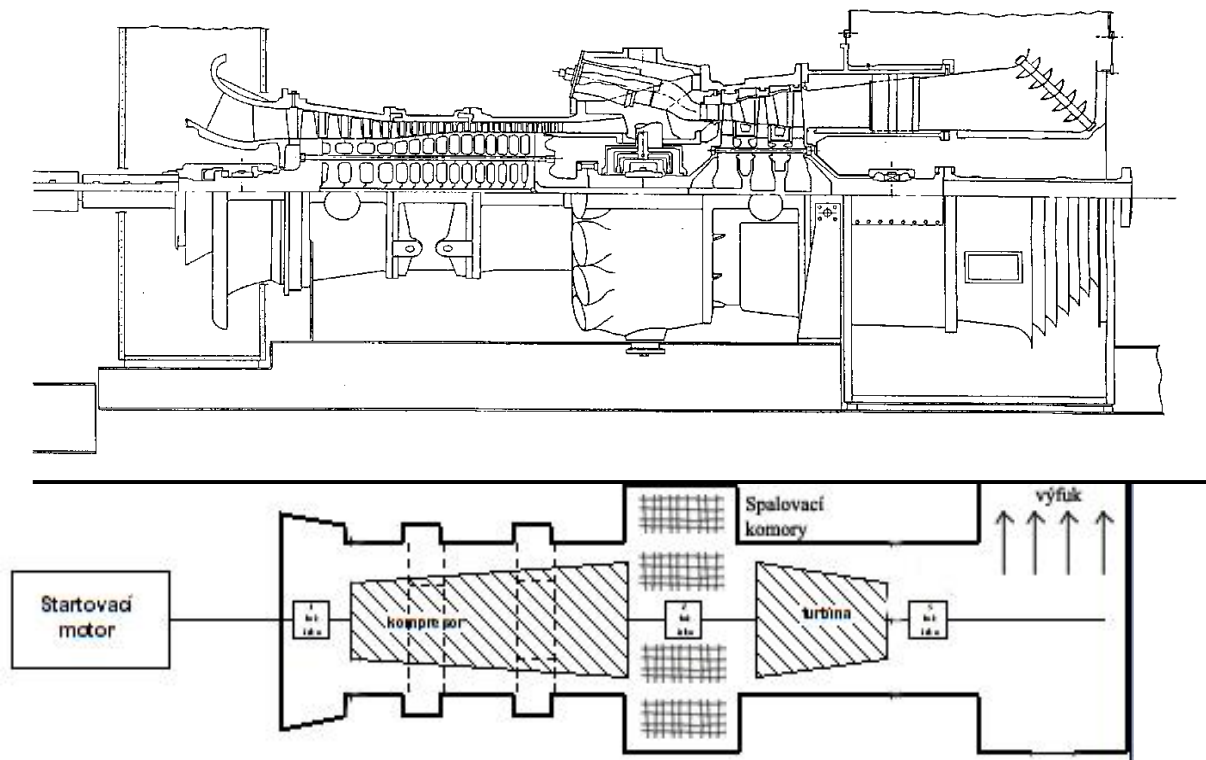 Spalovací
komory
výfuk
Startovací
motor
kompresor
turbína